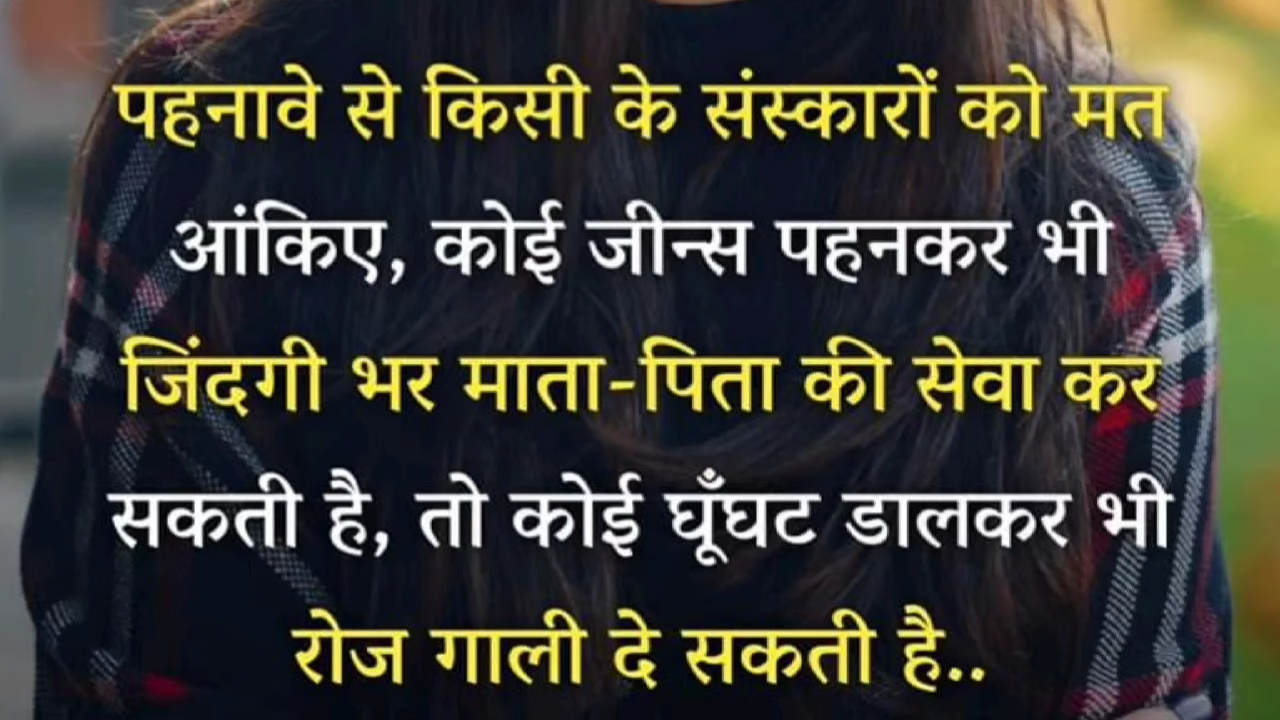 पहनावे से किसी के संस्कारों को मत
आंकिए, कोई जीन्स पहनकर भी
जिंदगी भर माता-पिता की सेवा कर
सकती है, तो कोई घूँघट डालकर भी
रोज गाली दे सकती है..